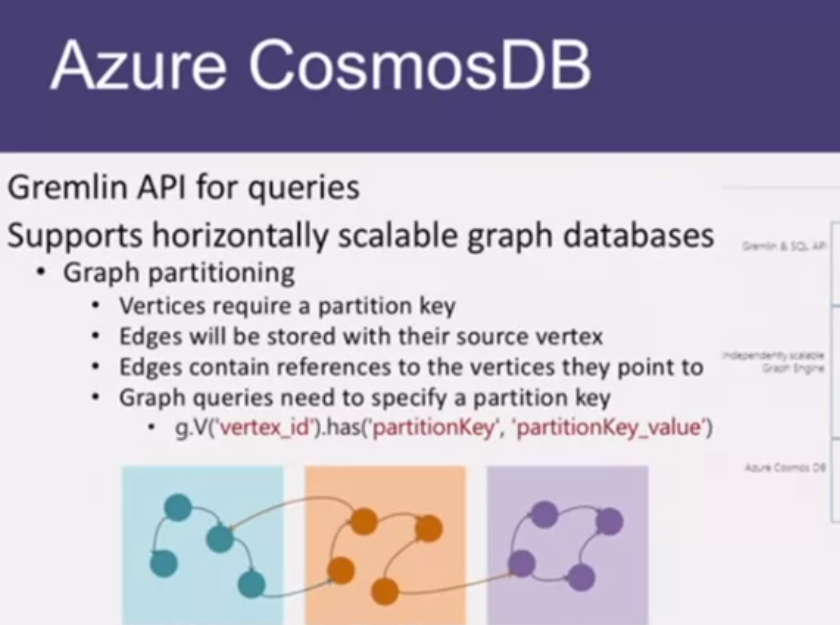 Azure CosmosDB
Gremlin API for queries
Supports horizontally scalable graph databases
• Graph partitioning
• Vertices require a partition key
• Edges will be stored with their source vertex
• Edges contain references to the vertices they point to
• Graph queries need to specify a partition key
• g.V('vertex_id').has('partitionKey', 'partitionKey_value')
Gremlin & SQL API
Independently scalable
Graph Engine
Azure Cosmos DB